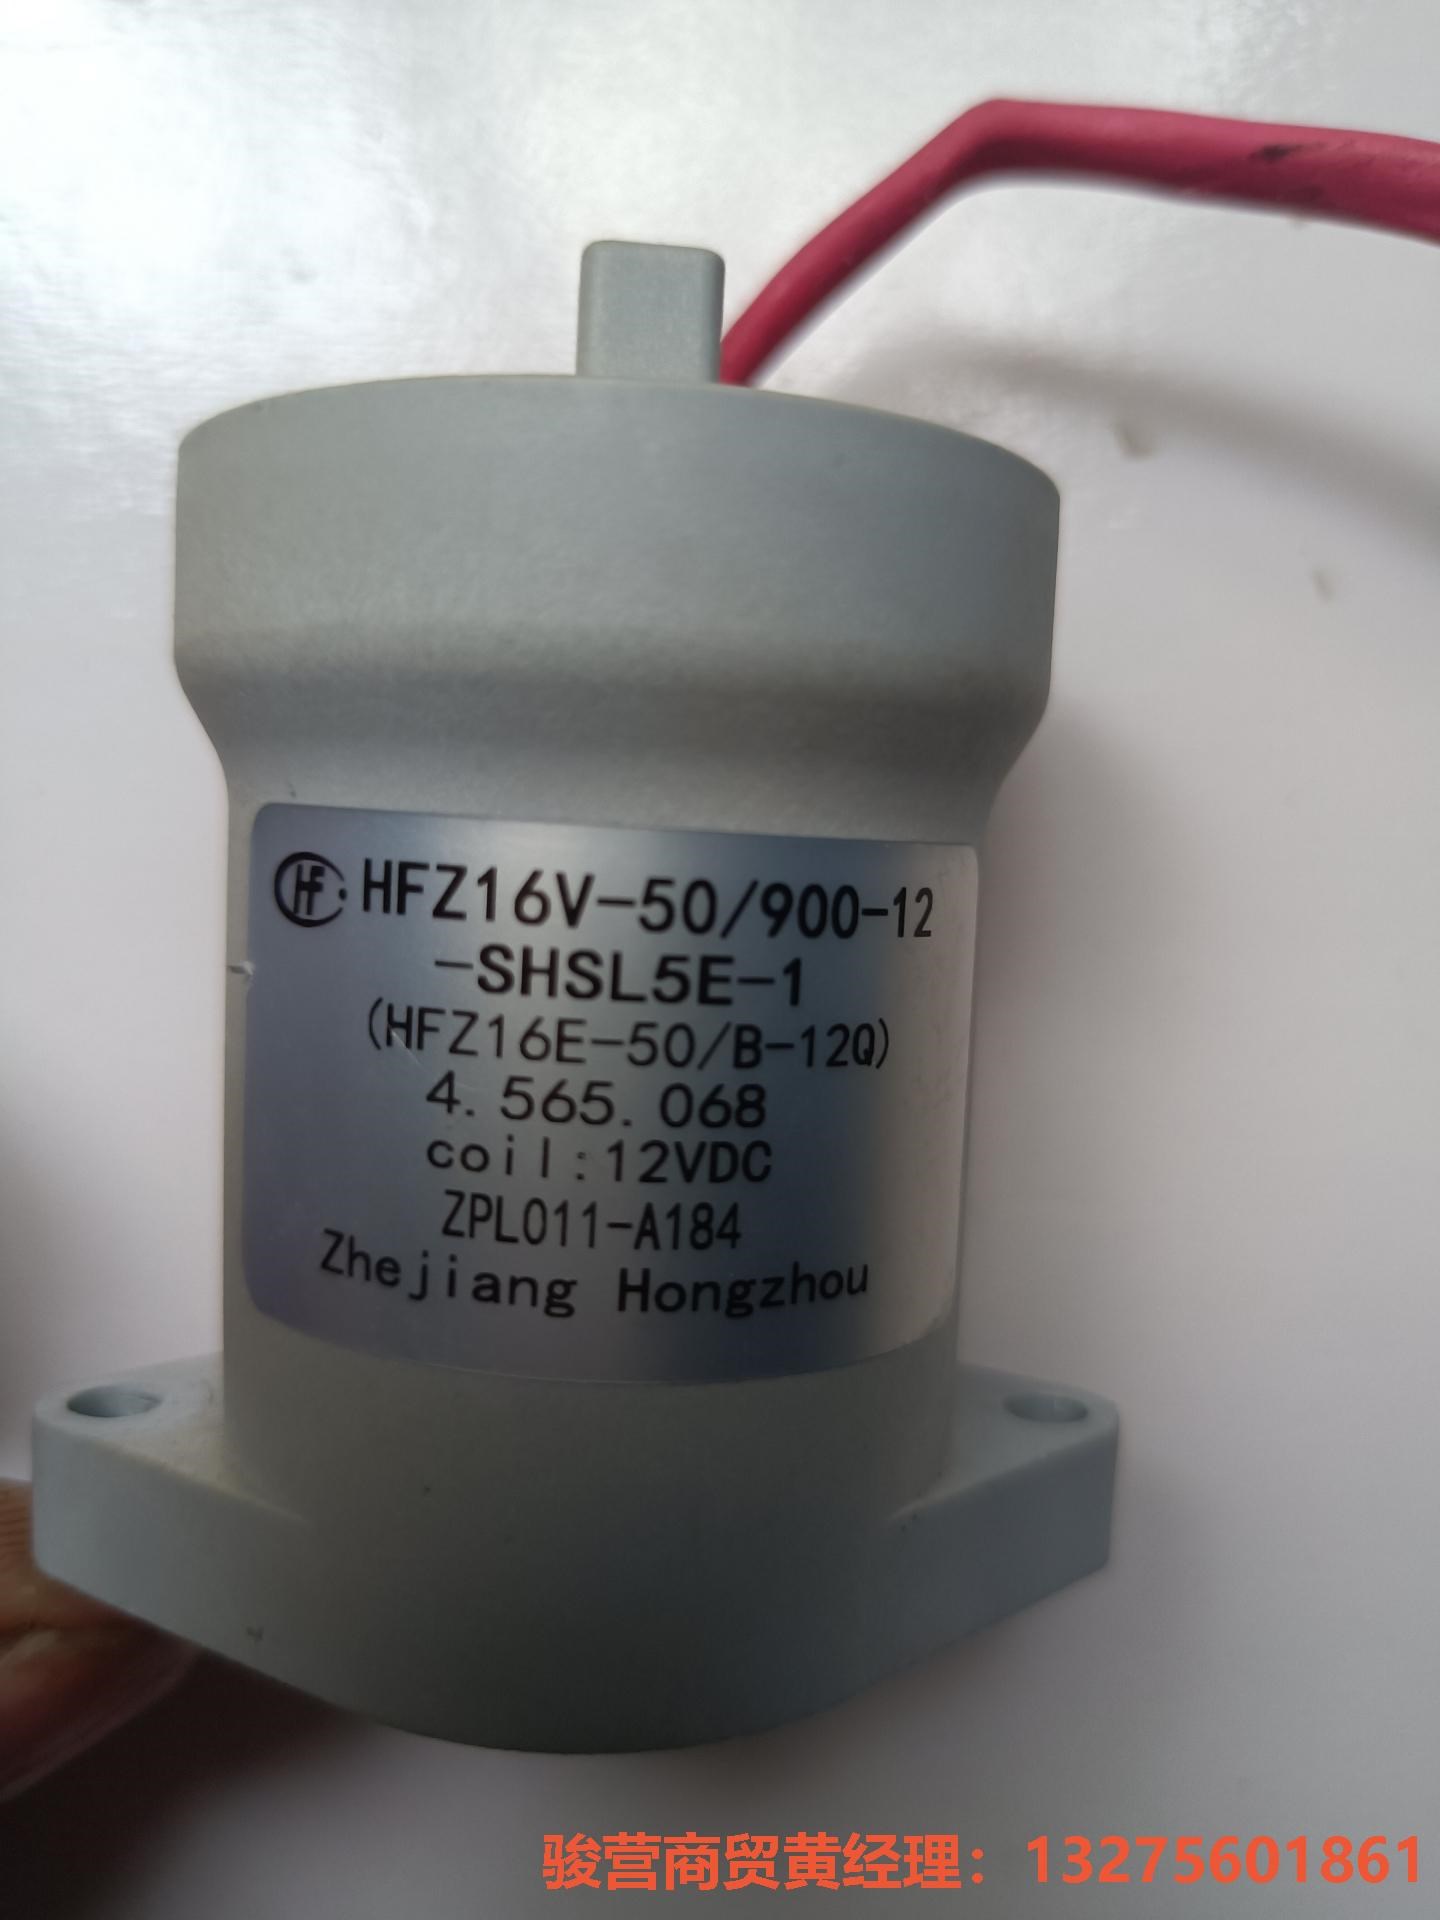 HF HFZ16V-50/900-12
-SHSL5E-1
(HFZ16E-50/B-12Q)
4.565.068
coil:12VDC
ZPL011-A184
Zhejiang Hongzhou
骏营商贸黄经理：13275601861